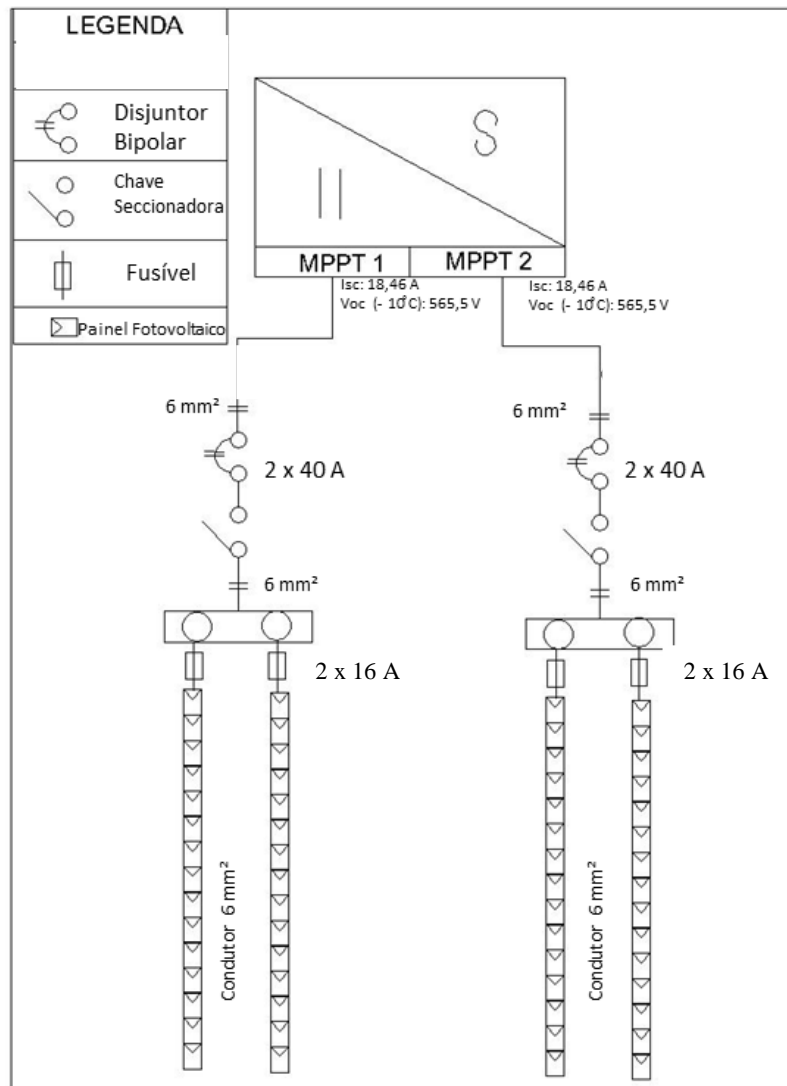 LEGENDA
Disjuntor
Bipolar
Chave
Seccionadora
Fusível
Painel Fotovoltaico
MPPT 1
MPPT 2
Isc: 18,46 A
Voc (- 10°C): 565,5 V
Isc: 18,46 A
Voc (- 10°C): 565,5 V
6 mm²
6 mm²
2 x 40 A
2 x 40 A
6 mm²
6 mm²
2 x 16 A
2 x 16 A
Condutor 6 mm²
Condutor 6 mm²